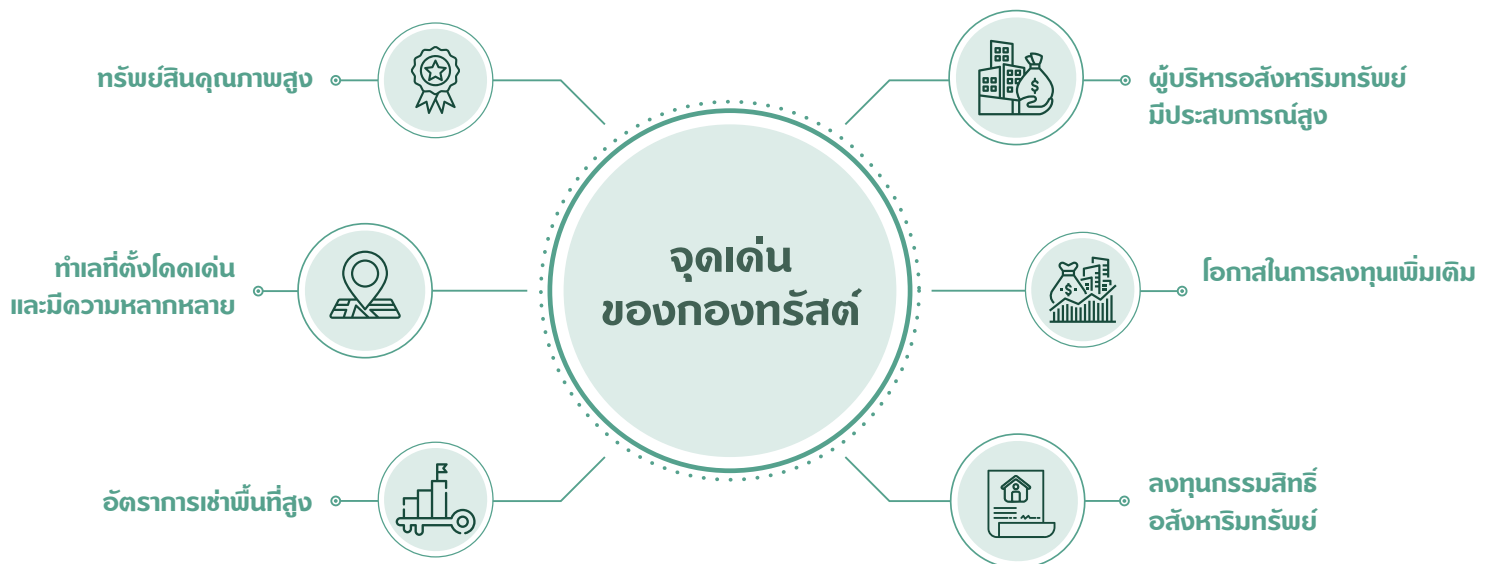 จุดเด่น
ของกองทรัสต์
ทรัพย์สินคุณภาพสูง
ทำเลที่ตั้งโดดเด่น
และมีความหลากหลาย
อัตราการเช่าพื้นที่สูง
ผู้บริหารอสังหาริมทรัพย์
มีประสบการณ์สูง
โอกาสในการลงทุนเพิ่มเติม
ลงทุนกรรมสิทธิ์
อสังหาริมทรัพย์